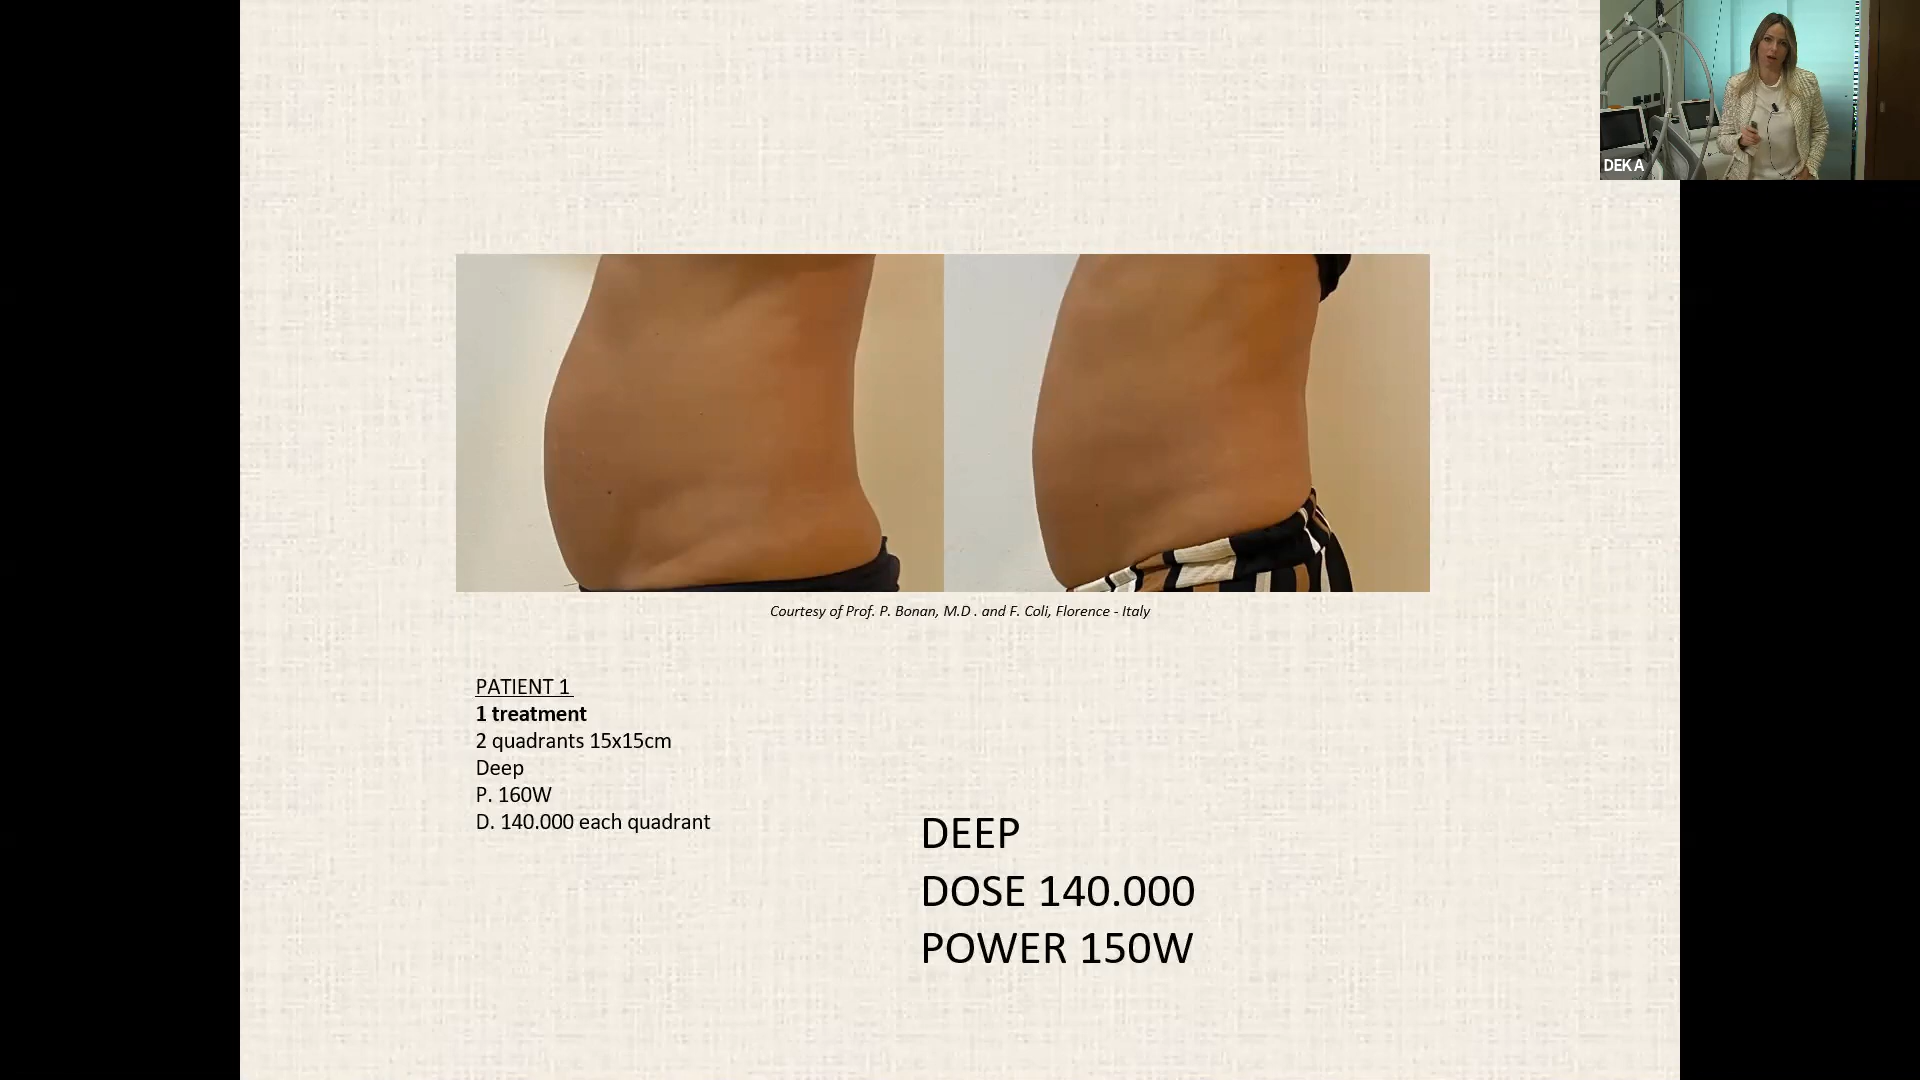 DEKA
Courtesy of Prof. P. Bonan, M.D . and F. Coli, Florence - Italy
PATIENT 1
1 treatment
2 quadrants 15x15cm
Deep
P. 160W
D. 140.000 each quadrant
DEEP
DOSE 140.000
POWER 150W